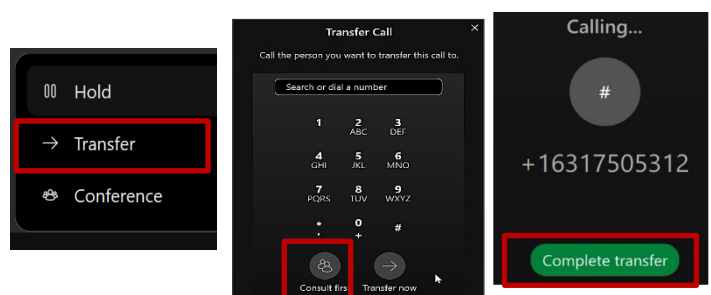 Hold
Transfer
Conference
Transfer Call
Call the person you want to transfer this call to.
Search or dial a number
1 2 3
ABC DEF
4 5 6
GHI JKL MNO
7 8 9
PQRS TUV WXYZ
* 0 #
, +
Consult first Transfer now
Calling...
#
+16317505312
Complete transfer